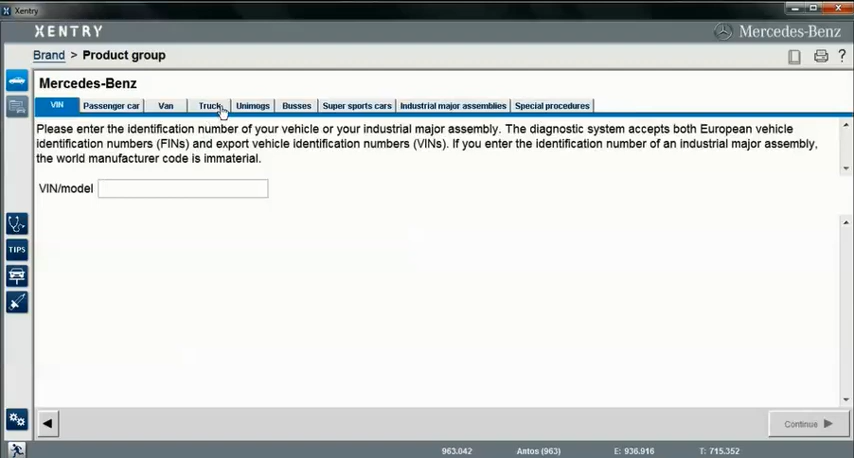 Xentry
XENTRY
Mercedes-Benz
Brand > Product group
?
Mercedes-Benz
VIN Passenger car Van Truck Unimogs Busses Super sports cars Industrial major assemblies Special procedures
Please enter the identification number of your vehicle or your industrial major assembly. The diagnostic system accepts both European vehicle
identification numbers (FINs) and export vehicle identification numbers (VINs). If you enter the identification number of an industrial major assembly,
the world manufacturer code is immaterial.
VIN/model
TIPS
Continue
963.042 Antos (963) E: 936.916 T: 715.352